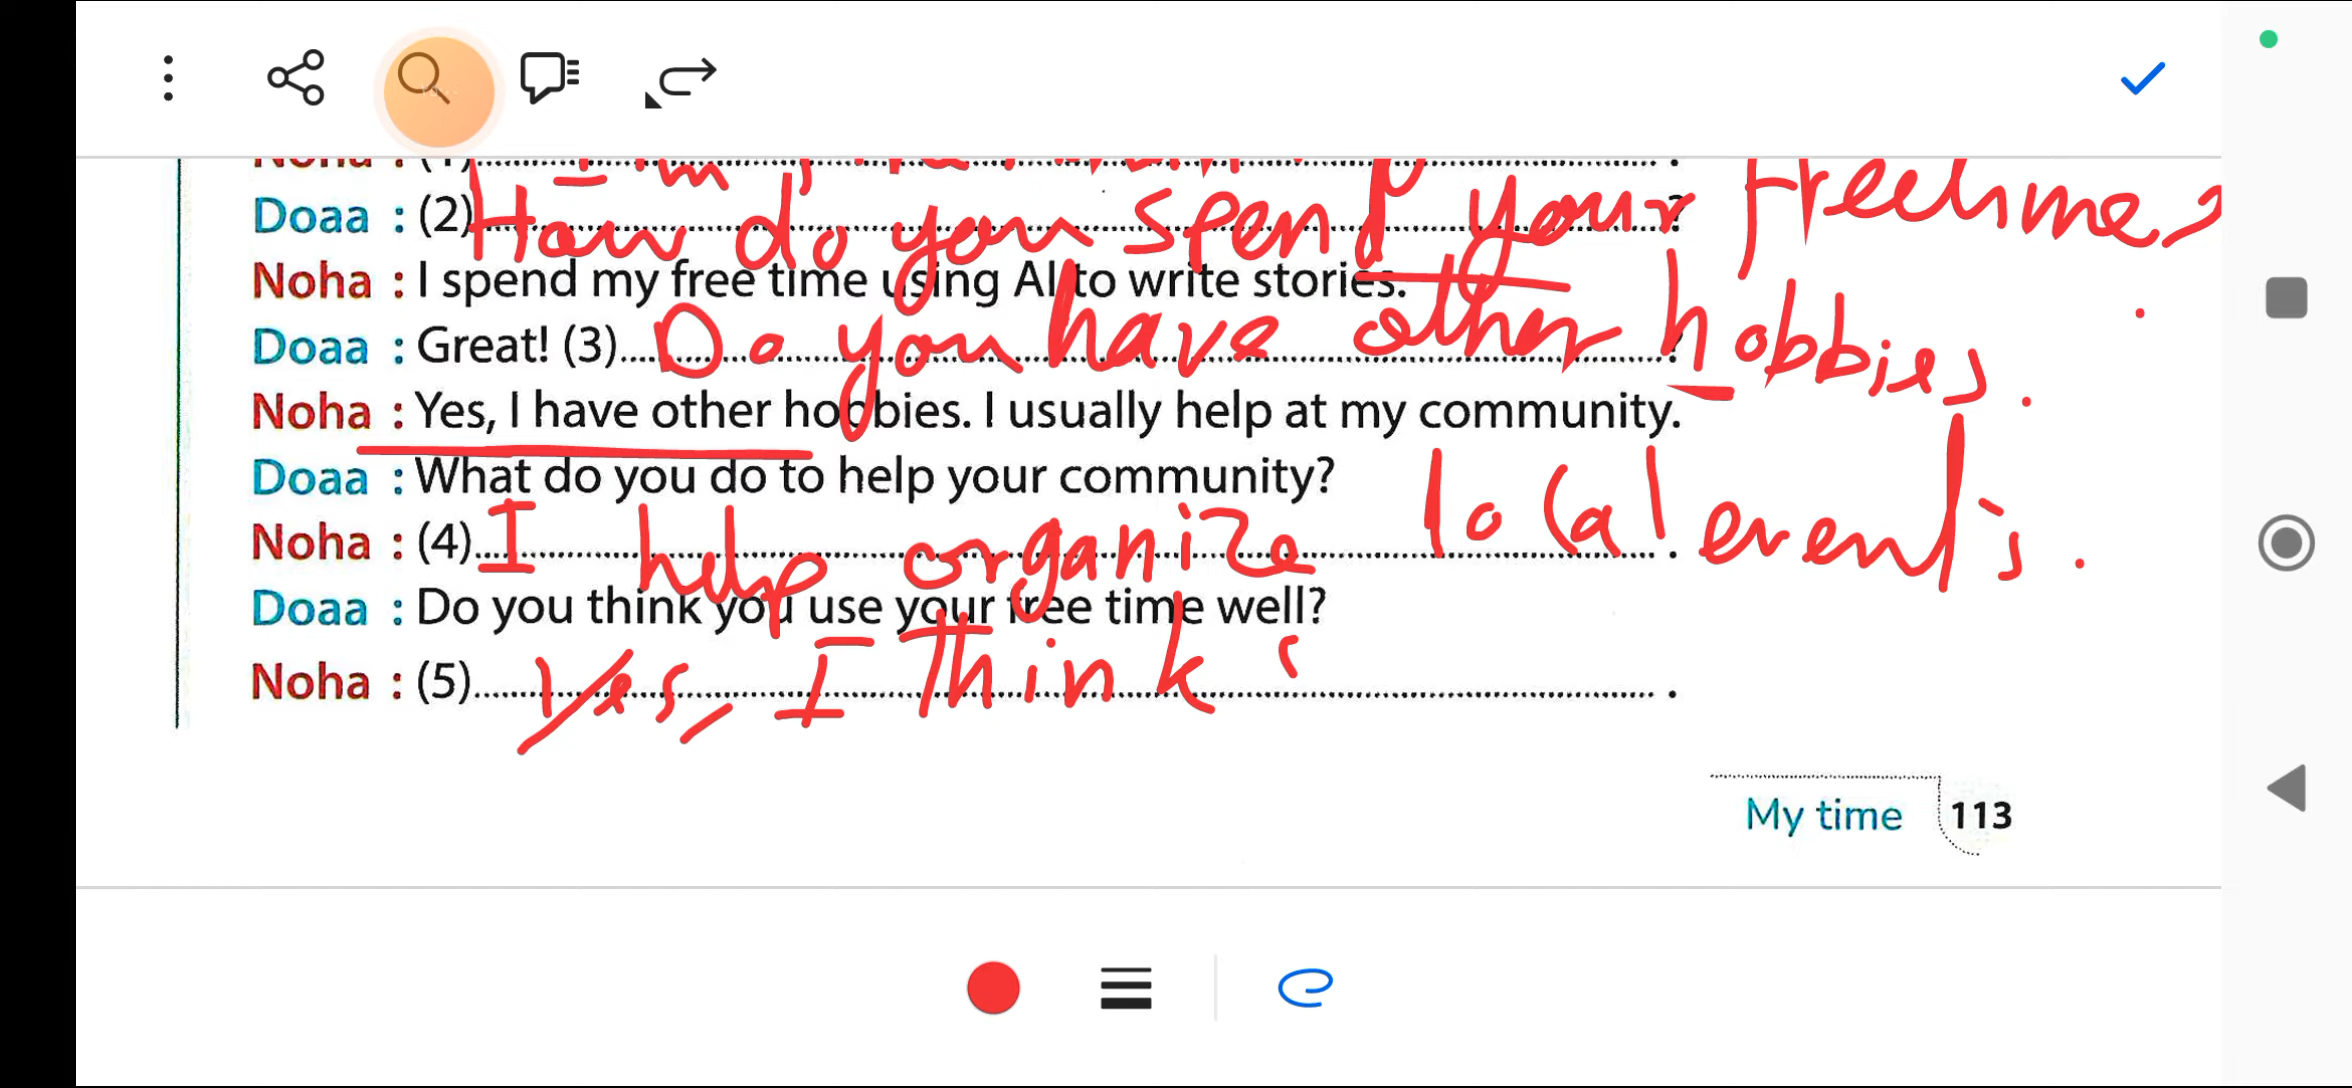 Noha : (1)
I'm
Doaa : (2) How do you spend your freetime ?
Noha : I spend my free time using AI to write stories.
Doaa : Great! (3) Do you have other hobbies. ?
Noha : Yes, I have other hobbies. I usually help at my community.
Doaa : What do you do to help your community?
Noha : (4) I help organize local events.
Doaa : Do you think you use your free time well?
Noha : (5) Yes, I think
My time 113